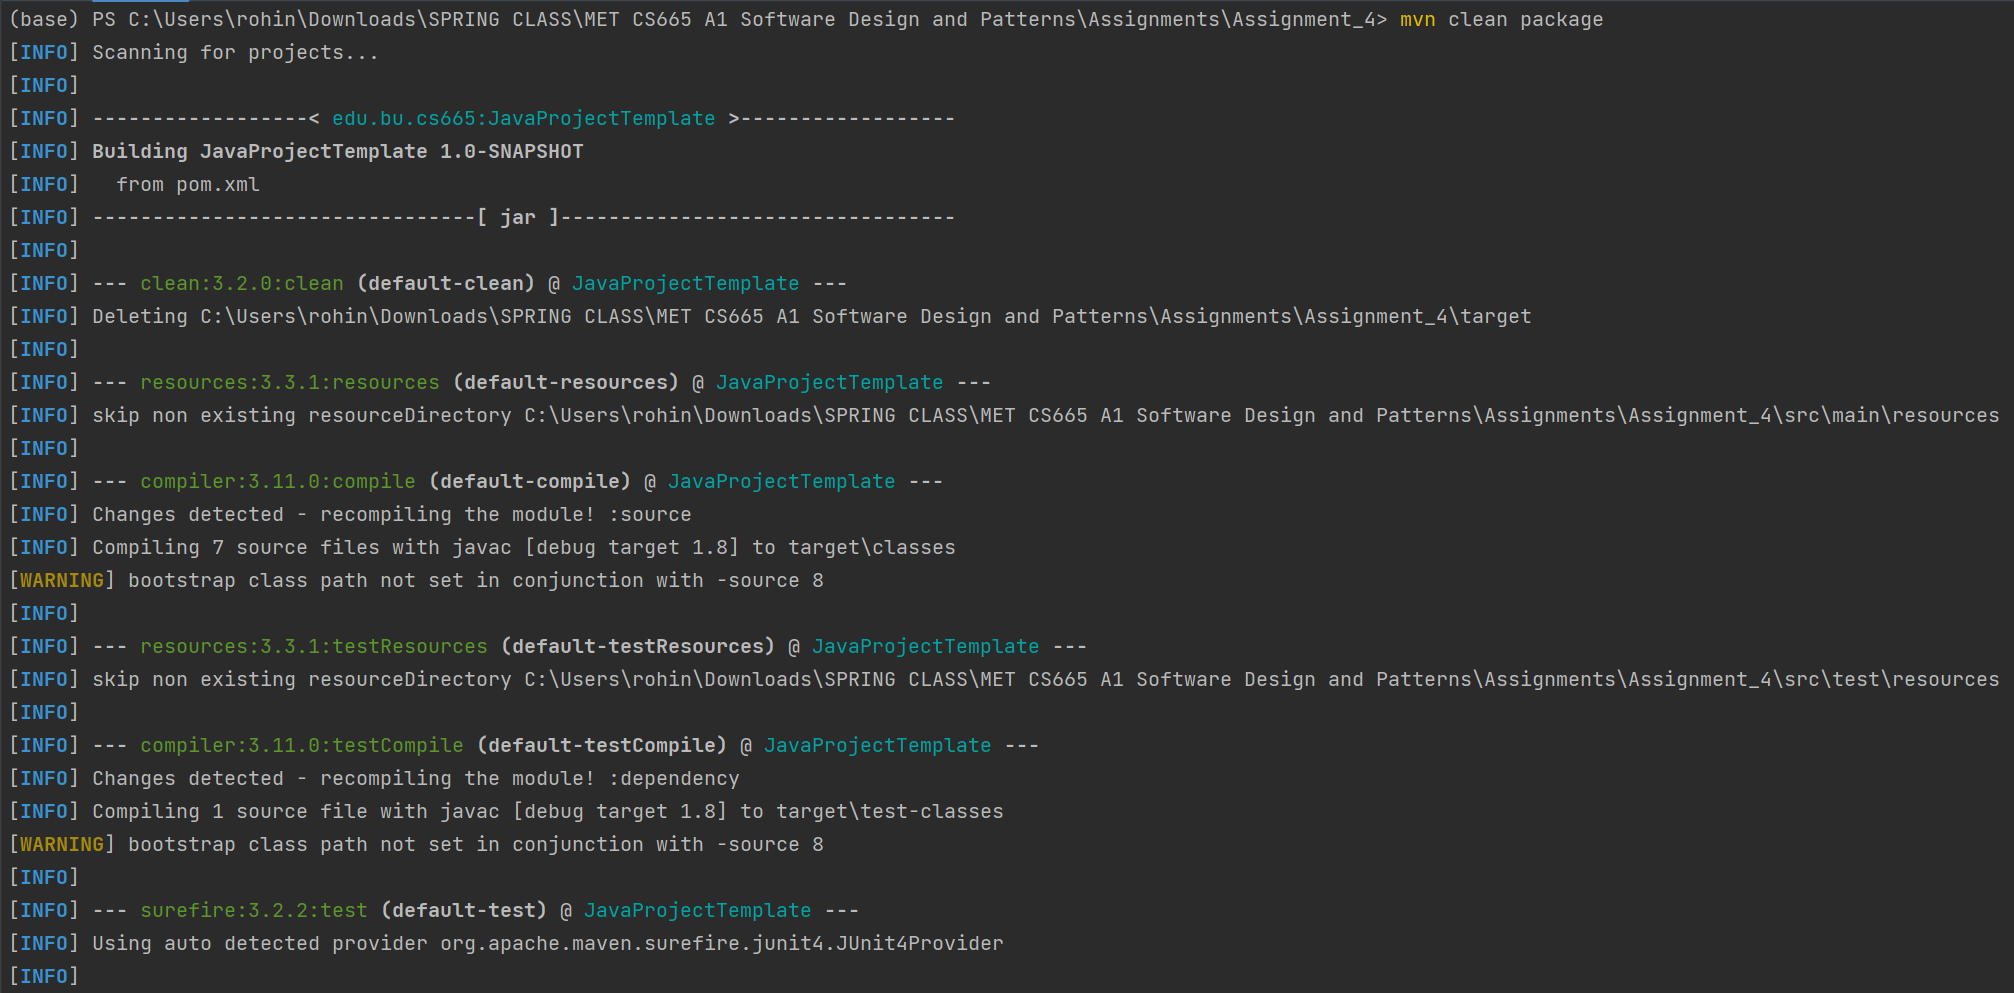 (base) PS C:\Users\rohin\Downloads\SPRING CLASS\MET CS665 A1 Software Design and Patterns\Assignments\Assignment_4> mvn clean package
[INFO] Scanning for projects...
[INFO]
[INFO] ------------------< edu.bu.cs665:JavaProjectTemplate >------------------
[INFO] Building JavaProjectTemplate 1.0-SNAPSHOT
[INFO]   from pom.xml
[INFO] --------------------------------[ jar ]---------------------------------
[INFO]
[INFO] --- clean:3.2.0:clean (default-clean) @ JavaProjectTemplate ---
[INFO] Deleting C:\Users\rohin\Downloads\SPRING CLASS\MET CS665 A1 Software Design and Patterns\Assignments\Assignment_4\target
[INFO]
[INFO] --- resources:3.3.1:resources (default-resources) @ JavaProjectTemplate ---
[INFO] skip non existing resourceDirectory C:\Users\rohin\Downloads\SPRING CLASS\MET CS665 A1 Software Design and Patterns\Assignments\Assignment_4\src\main\resources
[INFO]
[INFO] --- compiler:3.11.0:compile (default-compile) @ JavaProjectTemplate ---
[INFO] Changes detected - recompiling the module! :source
[INFO] Compiling 7 source files with javac [debug target 1.8] to target\classes
[WARNING] bootstrap class path not set in conjunction with -source 8
[INFO]
[INFO] --- resources:3.3.1:testResources (default-testResources) @ JavaProjectTemplate ---
[INFO] skip non existing resourceDirectory C:\Users\rohin\Downloads\SPRING CLASS\MET CS665 A1 Software Design and Patterns\Assignments\Assignment_4\src\test\resources
[INFO]
[INFO] --- compiler:3.11.0:testCompile (default-testCompile) @ JavaProjectTemplate ---
[INFO] Changes detected - recompiling the module! :dependency
[INFO] Compiling 1 source file with javac [debug target 1.8] to target\test-classes
[WARNING] bootstrap class path not set in conjunction with -source 8
[INFO]
[INFO] --- surefire:3.2.2:test (default-test) @ JavaProjectTemplate ---
[INFO] Using auto detected provider org.apache.maven.surefire.junit4.JUnit4Provider
[INFO]